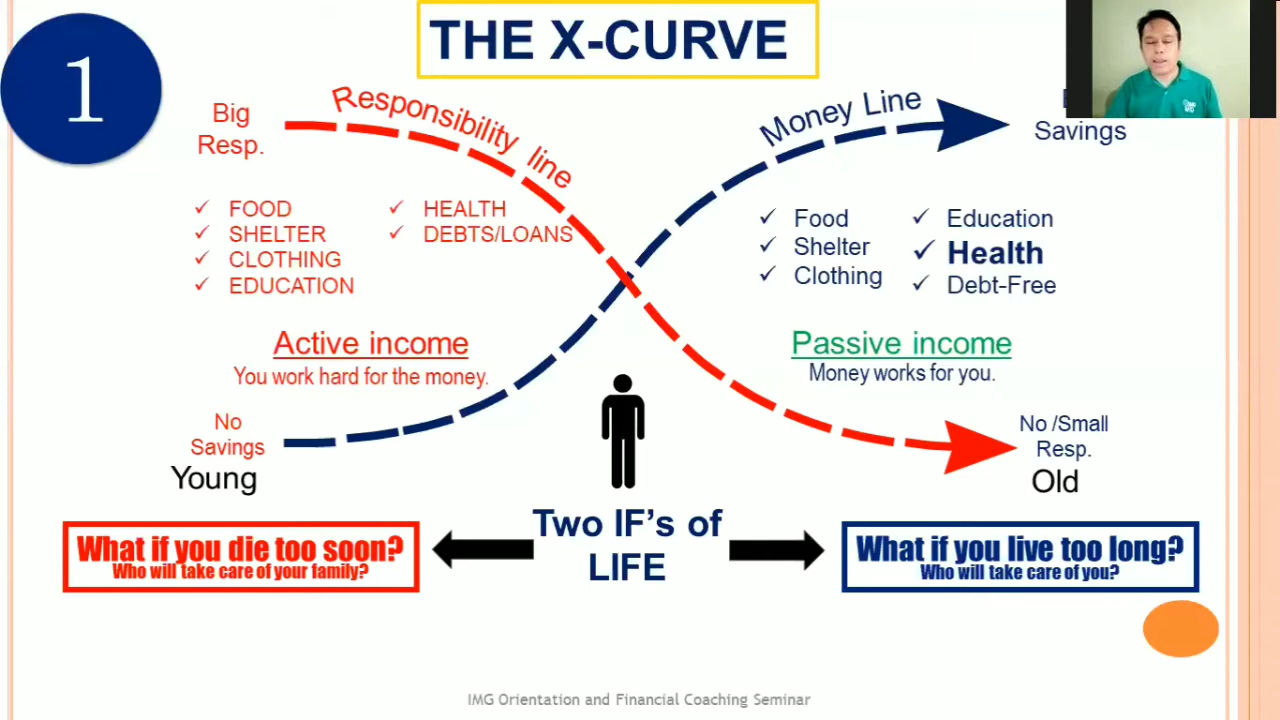 1
THE X-CURVE
Big
Resp.
Responsibility line
Money Line
Savings
✓ FOOD
✓ SHELTER
✓ CLOTHING
✓ EDUCATION
✓ HEALTH
✓ DEBTS/LOANS
✓ Food
✓ Shelter
✓ Clothing
✓ Education
✓ Health
✓ Debt-Free
Active income
You work hard for the money.
Passive income
Money works for you.
No
Savings
Young
No /Small
Resp.
Old
Two IF's of
LIFE
What if you die too soon?
Who will take care of your family?
What if you live too long?
Who will take care of you?
IMG Orientation and Financial Coaching Seminar